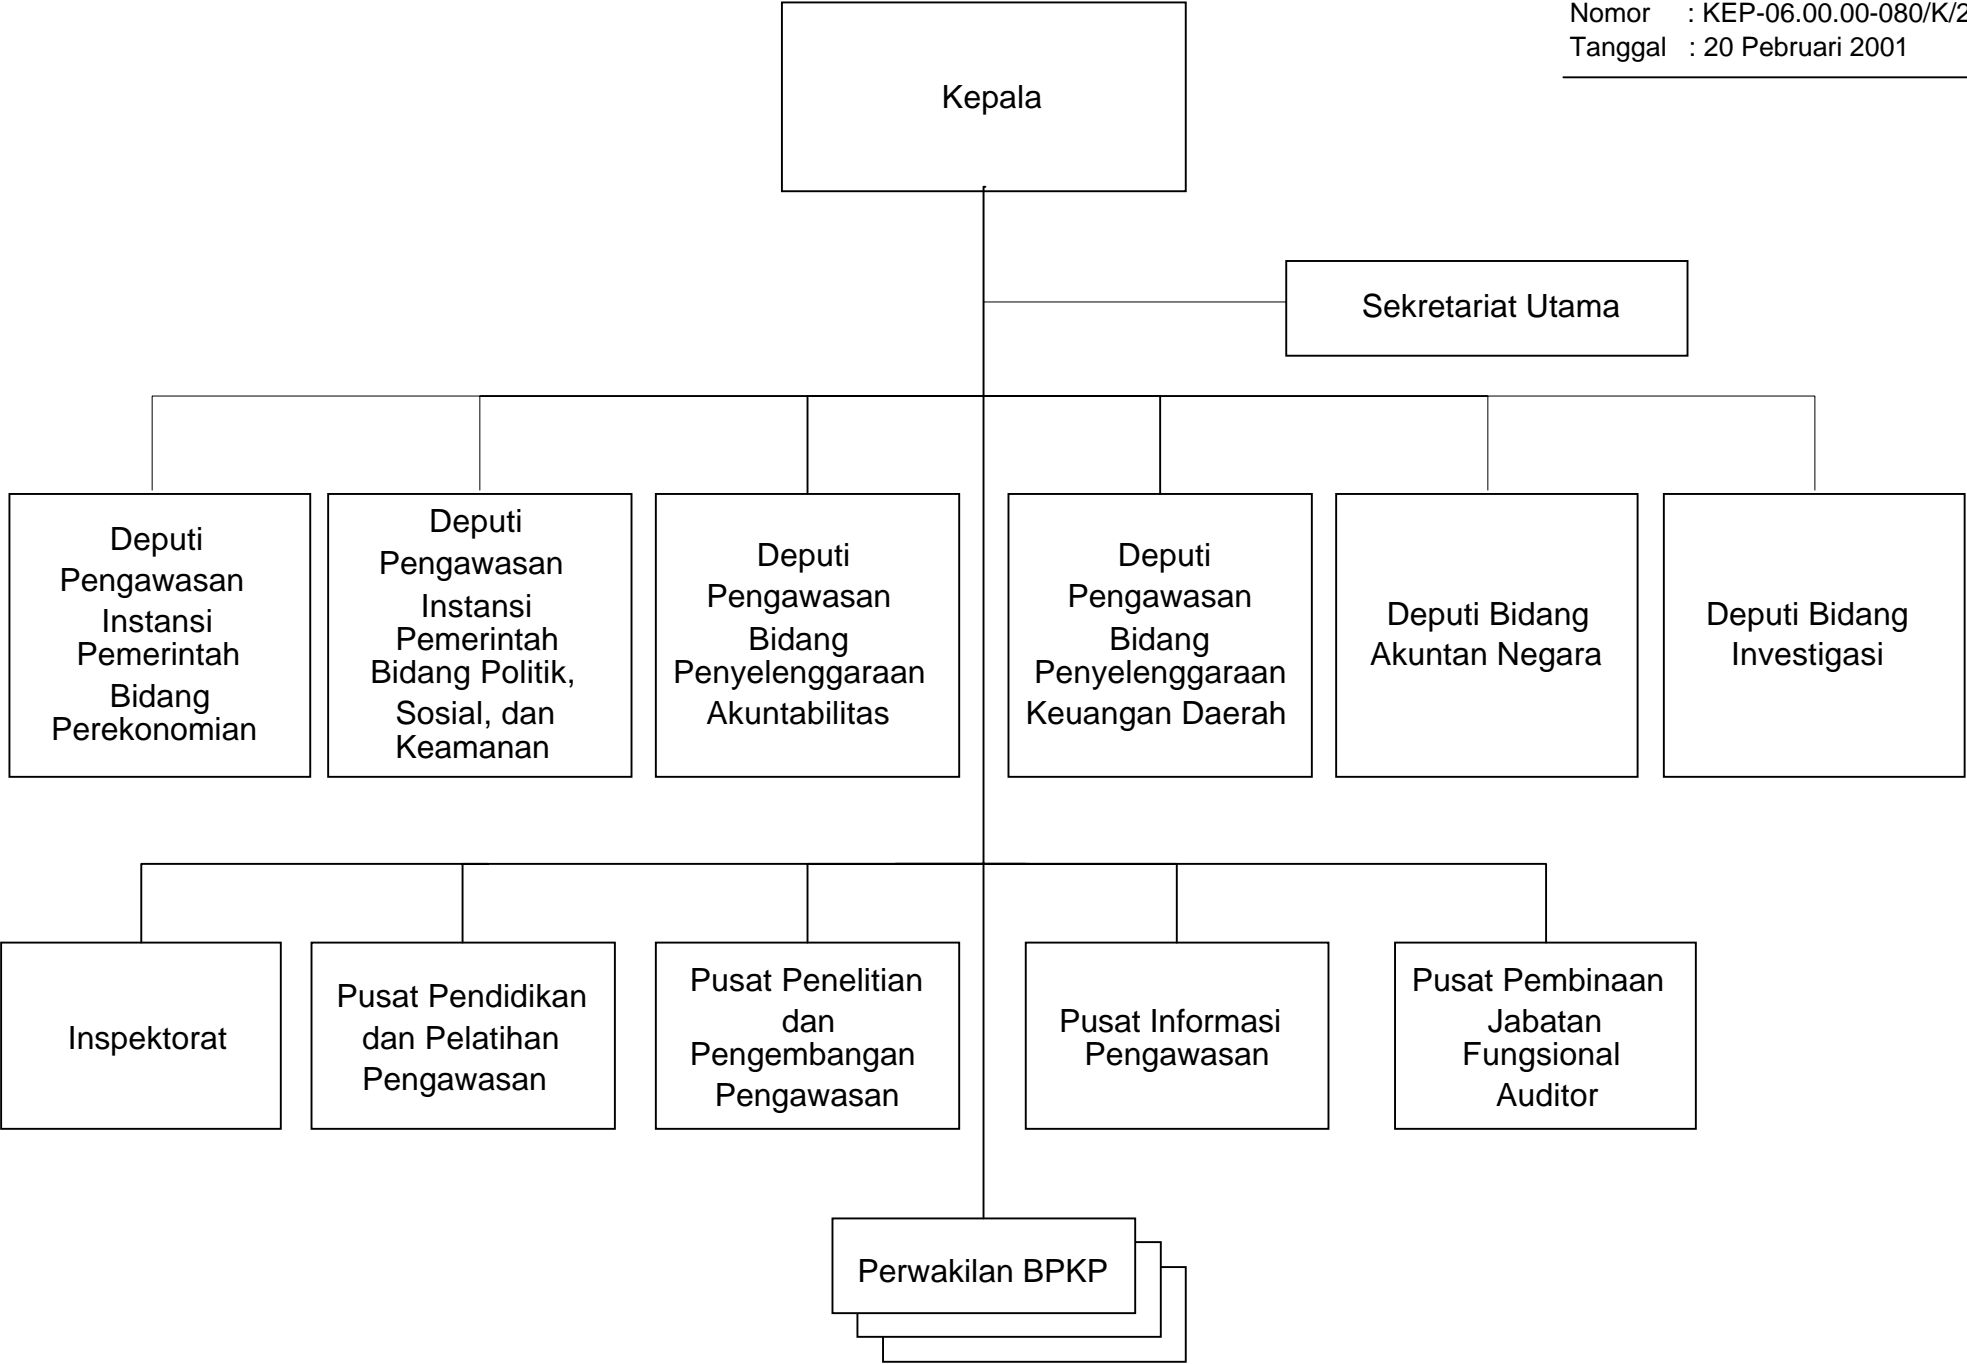 Nomor : KEP-06.00.00-080/K/2
Tanggal : 20 Pebruari 2001
Kepala
Sekretariat Utama
Deputi
Pengawasan
Instansi
Pemerintah
Bidang
Perekonomian
Deputi
Pengawasan
Instansi
Pemerintah
Bidang Politik,
Sosial, dan
Keamanan
Deputi
Pengawasan
Bidang
Penyelenggaraan
Akuntabilitas
Deputi
Pengawasan
Bidang
Penyelenggaraan
Keuangan Daerah
Deputi Bidang
Akuntan Negara
Deputi Bidang
Investigasi
Inspektorat
Pusat Pendidikan
dan Pelatihan
Pengawasan
Pusat Penelitian
dan
Pengembangan
Pengawasan
Pusat Informasi
Pengawasan
Pusat Pembinaan
Jabatan
Fungsional
Auditor
Perwakilan BPKP